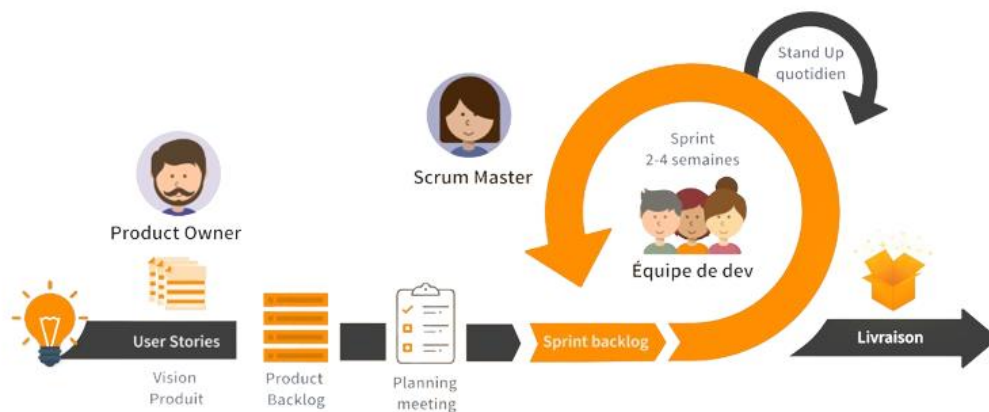 Stand Up
quotidien
Sprint
2-4 semaines
Scrum Master
Product Owner
Équipe de dev
User Stories
Sprint backlog
Livraison
Vision
Produit
Product
Backlog
Planning
meeting